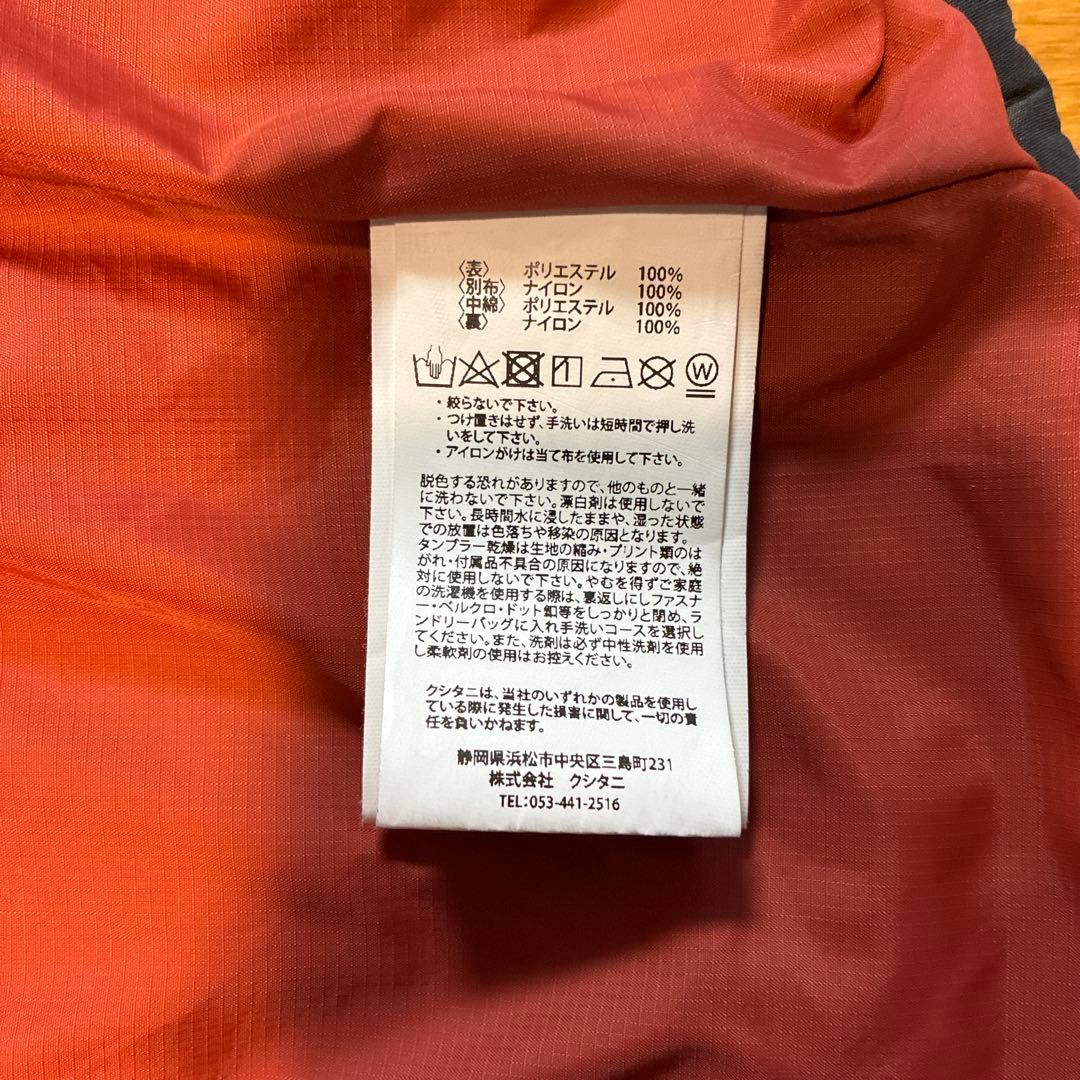 〈表〉 ポリエステル 100%
〈別布〉 ナイロン 100%
〈中綿〉 ポリエステル 100%
〈裏〉 ナイロン 100%
W
・絞らないで下さい。
・つけ置きはせず、手洗いは短時間で押し洗
いをして下さい。
・アイロンがけは当て布を使用して下さい。
脱色する恐れがありますので、他のものと一緒
に洗わないで下さい。漂白剤は使用しないで
下さい。長時間水に浸したままや、湿った状態
での放置は色落ちや移染の原因となります。
タンブラー乾燥は生地の縮み・プリント類のは
がれ・付属品不具合の原因になりますので、絶
対に使用しないで下さい。やむを得ずご家庭
の洗濯機を使用する際は、裏返しにしファスナ
ー・ベルクロ・ドット釦等をしっかりと閉め、ラ
ンドリーバッグに入れ手洗いコースを選択し
てください。また、洗剤は必ず中性洗剤を使用
し柔軟剤の使用はお控えください。
クシタニは、当社のいずれかの製品を使用し
ている際に発生した損害に関して、一切の責
任を負いかねます。
静岡県浜松市中央区三島町231
株式会社 クシタニ
TEL:053-441-2516